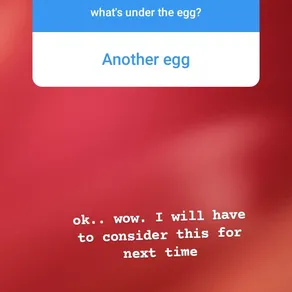 what's under the egg?
Another egg
ok.. wow. I will have
to consider this for
next time